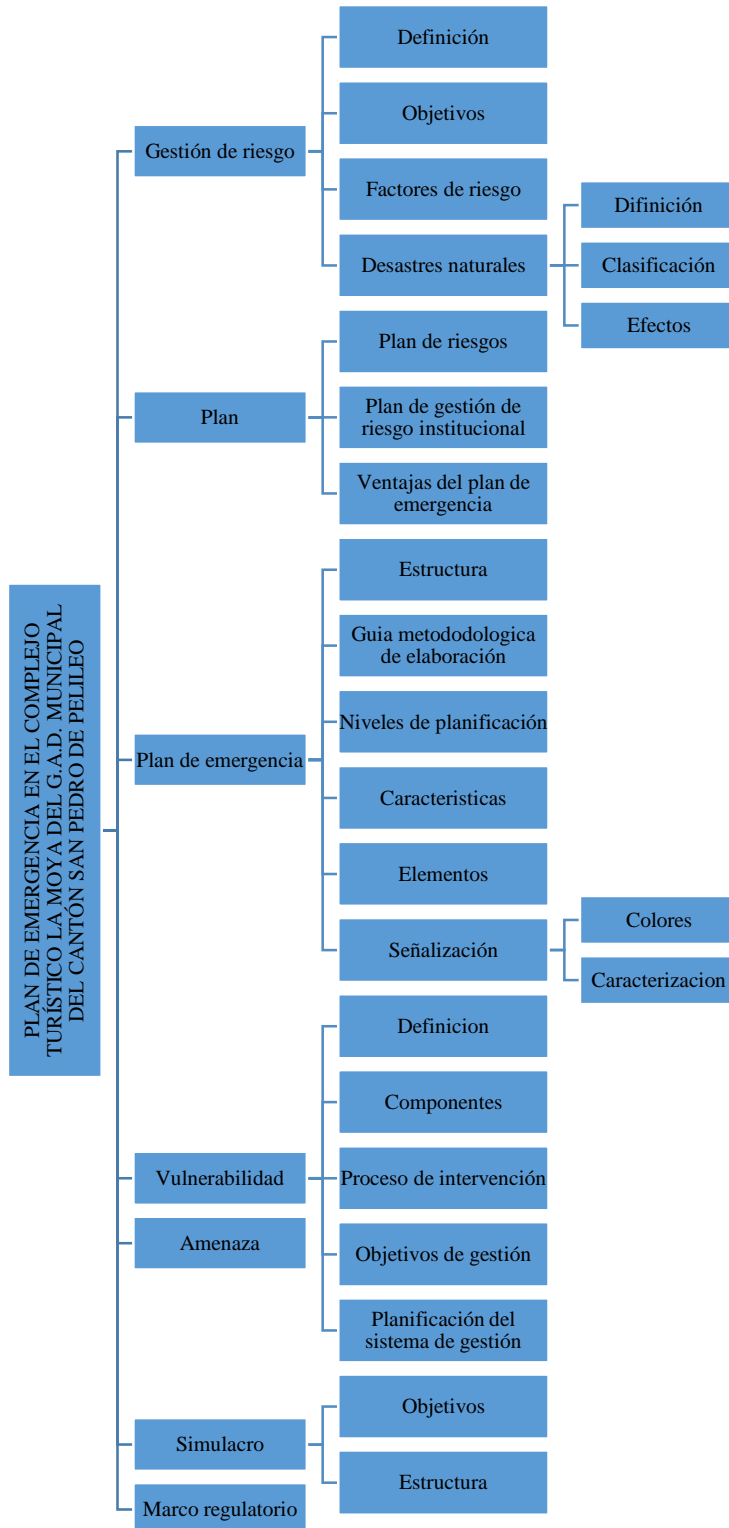 PLAN DE EMERGENCIA EN EL COMPLEJO
TURÍSTICO LA MOYA DEL G.A.D. MUNICIPAL
DEL CANTÓN SAN PEDRO DE PELILEO
Gestión de riesgo
Definición
Objetivos
Factores de riesgo
Desastres naturales
Difinición
Clasificación
Efectos
Plan
Plan de riesgos
Plan de gestión de
riesgo institucional
Ventajas del plan de
emergencia
Plan de emergencia
Estructura
Guia metododologica
de elaboración
Niveles de planificación
Caracteristicas
Elementos
Señalización
Colores
Caracterizacion
Vulnerabilidad
Definicion
Componentes
Proceso de intervención
Objetivos de gestión
Planificación del
sistema de gestión
Amenaza
Simulacro
Objetivos
Estructura
Marco regulatorio